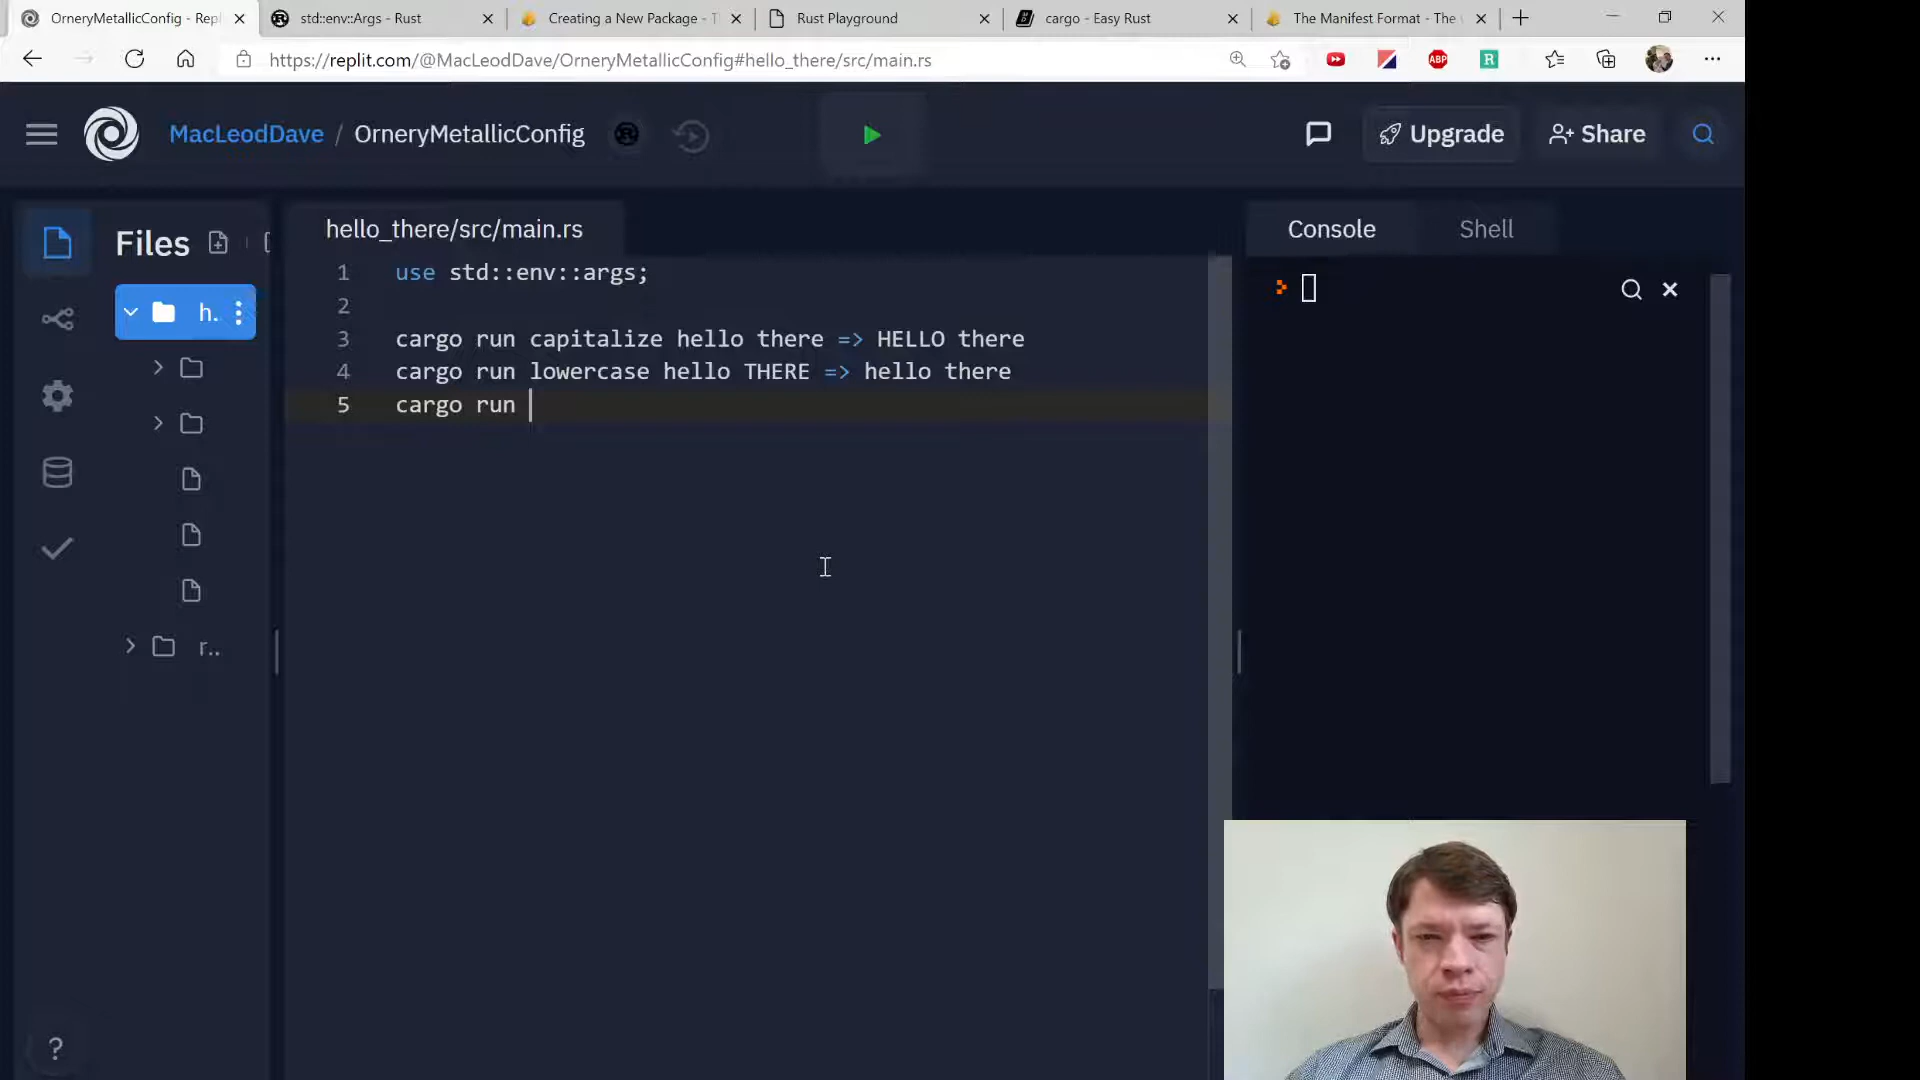 OrneryMetallicConfig - Repl
std::env::Args - Rust
Creating a New Package - T
Rust Playground
cargo - Easy Rust
The Manifest Format - The
https://replit.com/@MacLeodDave/OrneryMetallicConfig#hello_there/src/main.rs
ABP
R
MacLeodDave / OrneryMetallicConfig
Upgrade
Share
Files
hello_there/src/main.rs
Console
Shell
h.
r..
1 use std::env::args;
2
3 cargo run capitalize hello there => HELLO there
4 cargo run lowercase hello THERE => hello there
5 cargo run
?